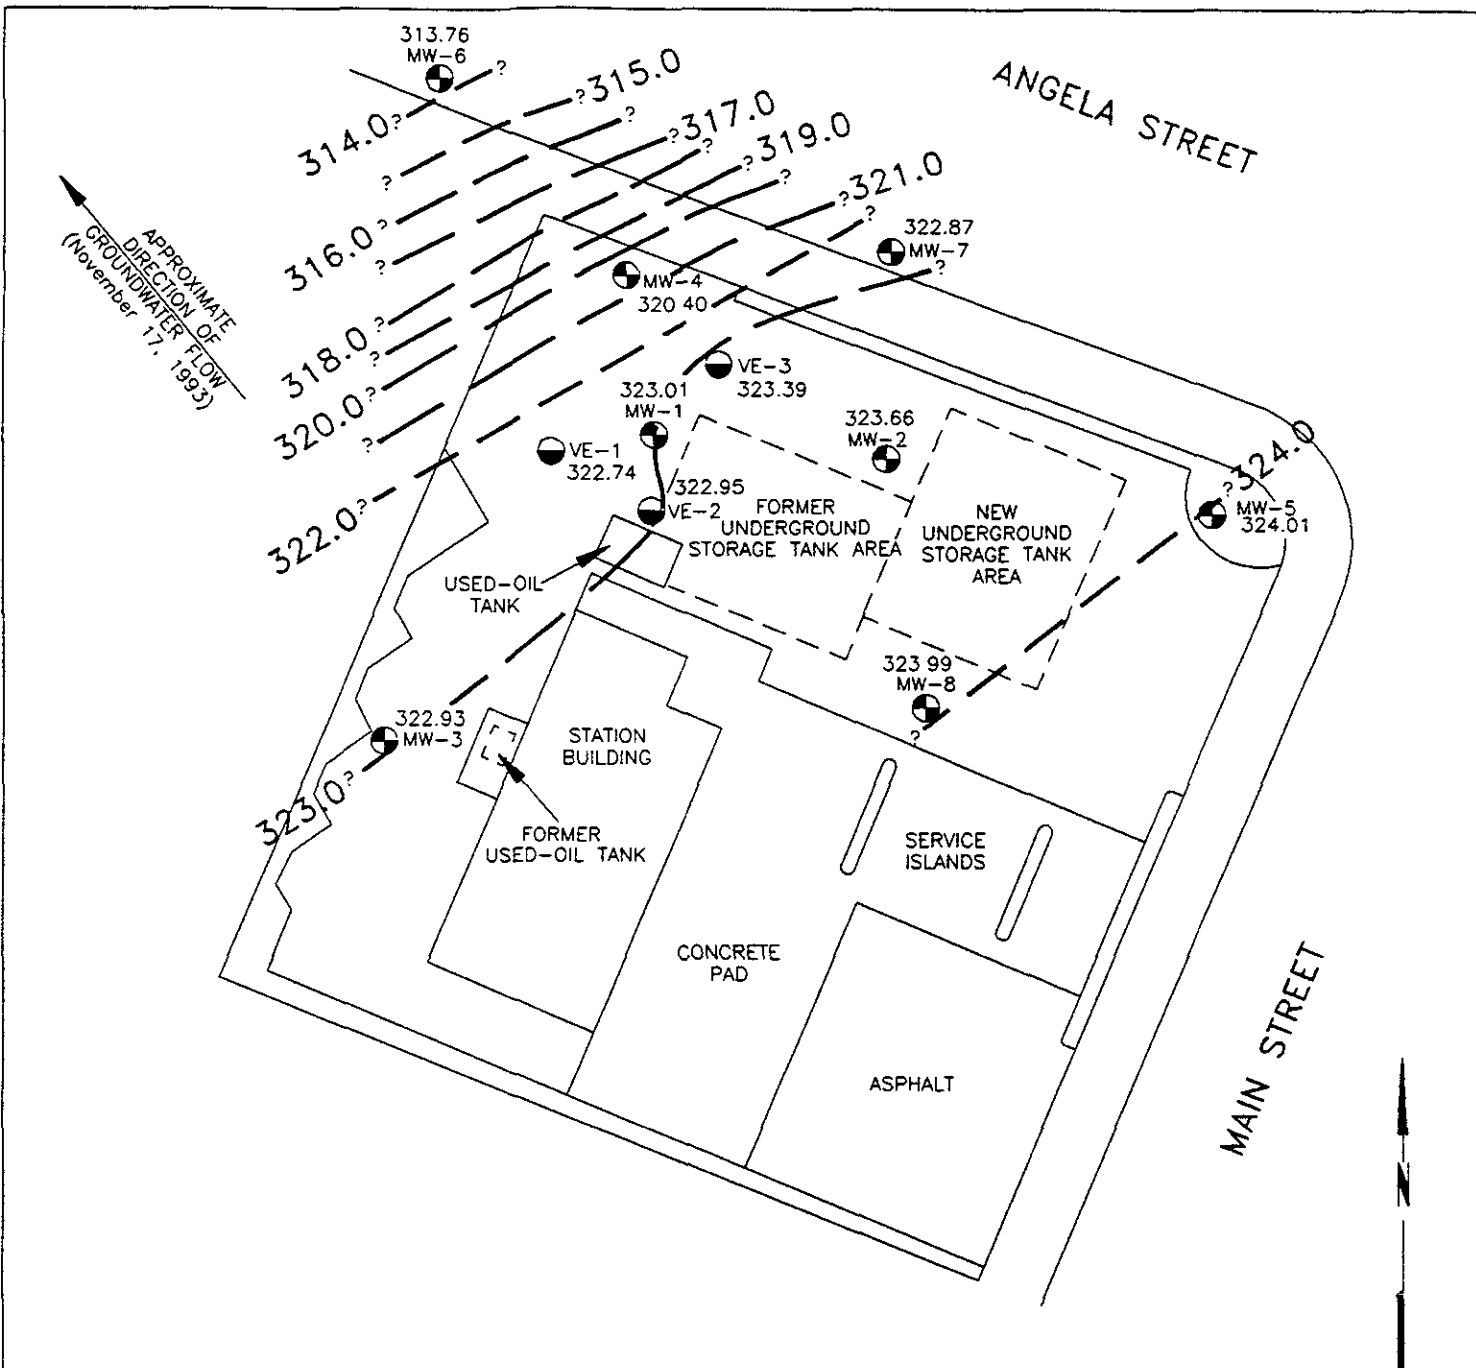 313.76
MW-6
ANGELA STREET
?
?315.0
314.0?
?
?317.0
?
?319.0
?
?
?321.0
?
316.0?
?
322.87
MW-7
?
APPROXIMATE
DIRECTION OF
GROUNDWATER FLOW
(November 17, 1993)
MW-4
320 40
318.0?
?
320.0?
?
322.0?
VE-3
323.39
323.01
MW-1
VE-1
322.74
323.66
MW-2
?324.0
322.95
VE-2
MW-5
324.01
FORMER
UNDERGROUND
STORAGE TANK AREA
NEW
UNDERGROUND
STORAGE TANK
AREA
USED-OIL
TANK
323 99
MW-8
?
322.93
MW-3
323.0?
STATION
BUILDING
FORMER
USED-OIL TANK
SERVICE
ISLANDS
CONCRETE
PAD
ASPHALT
MAIN STREET
N